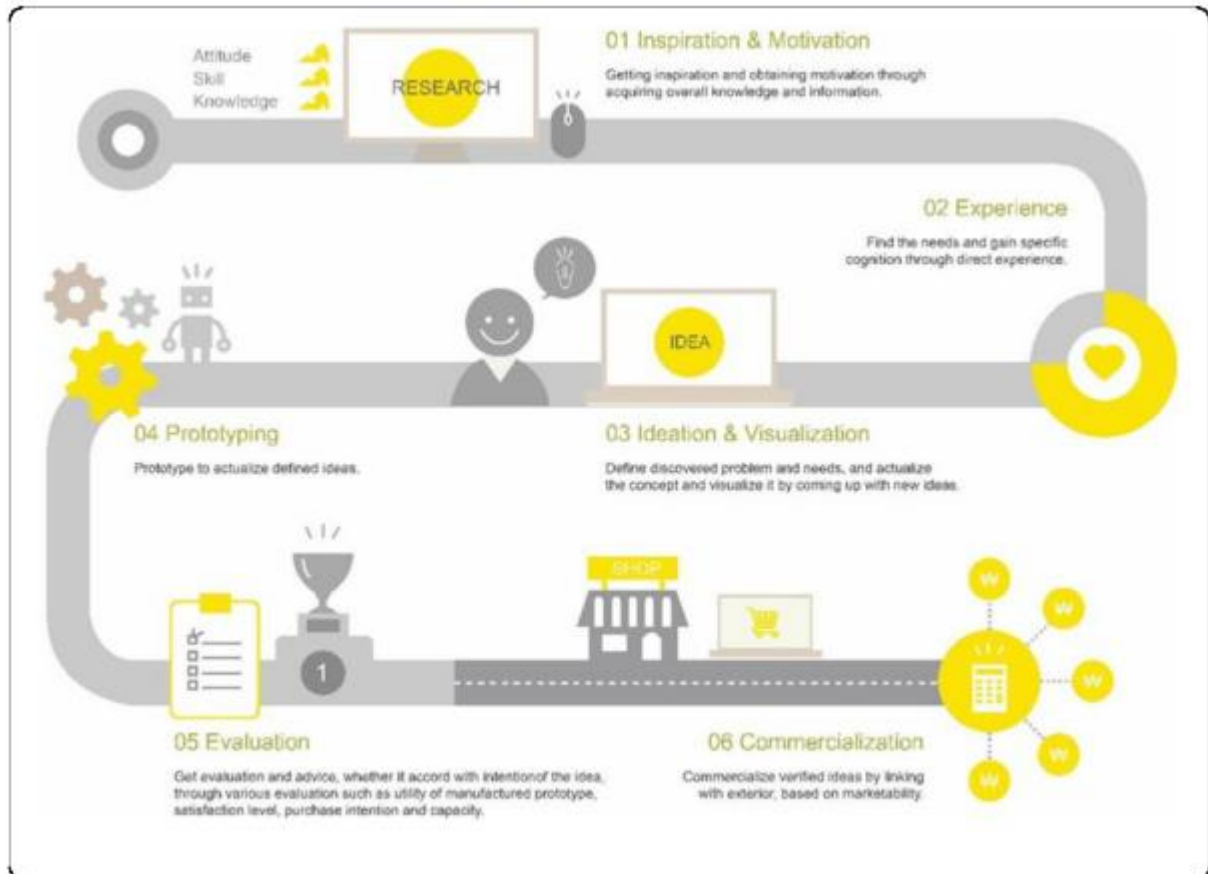 Attitude
Skill
Knowledge
RESEARCH
01 Inspiration & Motivation
Getting inspiration and obtaining motivation through
acquiring overall knowledge and information.
02 Experience
Find the needs and gain specific
cognition through direct experience.
IDEA
03 Ideation & Visualization
Define discovered problem and needs, and actualize
the concept and visualize it by coming up with new ideas.
04 Prototyping
Prototype to actualize defined ideas.
1
05 Evaluation
Get evaluation and advice, whether it accord with intentionof the idea,
through various evaluation such as utility of manufactured prototype,
satisfaction level, purchase intention and capacity.
SHOP
06 Commercialization
Commercialize verified ideas by linking
with exterior, based on marketability.
₩
₩
₩
₩
₩